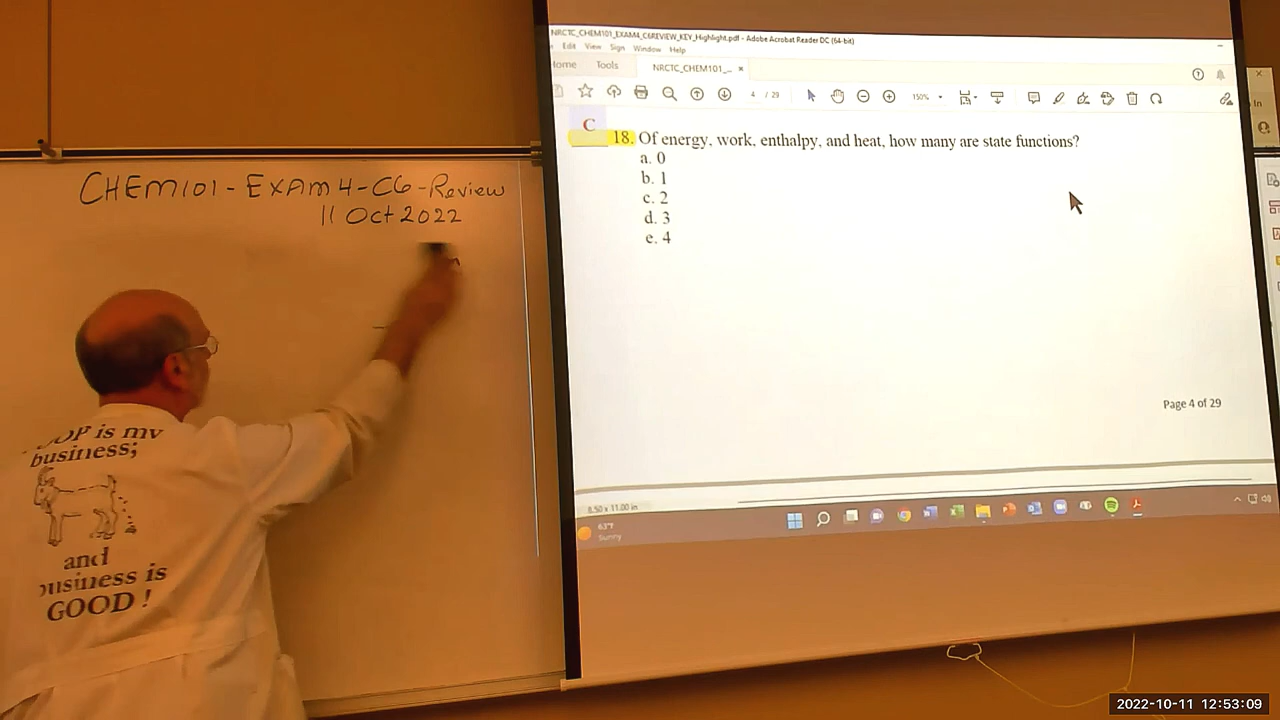 CHEM101 - EXAM 4 - C6 - Review
11 Oct 2022
is my
business;
and
business is
GOOD!
NRCTC_CHEM101_EXAM4_C6REVIEW_KEY_Highlight.pdf - Adobe Acrobat Reader DC (64-bit)
Edit View Sign Window Help
Home Tools NRCTC_CHEM101_... ×
4 / 29 150%
C
18. Of energy, work, enthalpy, and heat, how many are state functions?
a. 0
b. 1
c. 2
d. 3
e. 4
Page 4 of 29
8.50 x 11.00 in
63°F
Sunny
In
2022-10-11 12:53:09